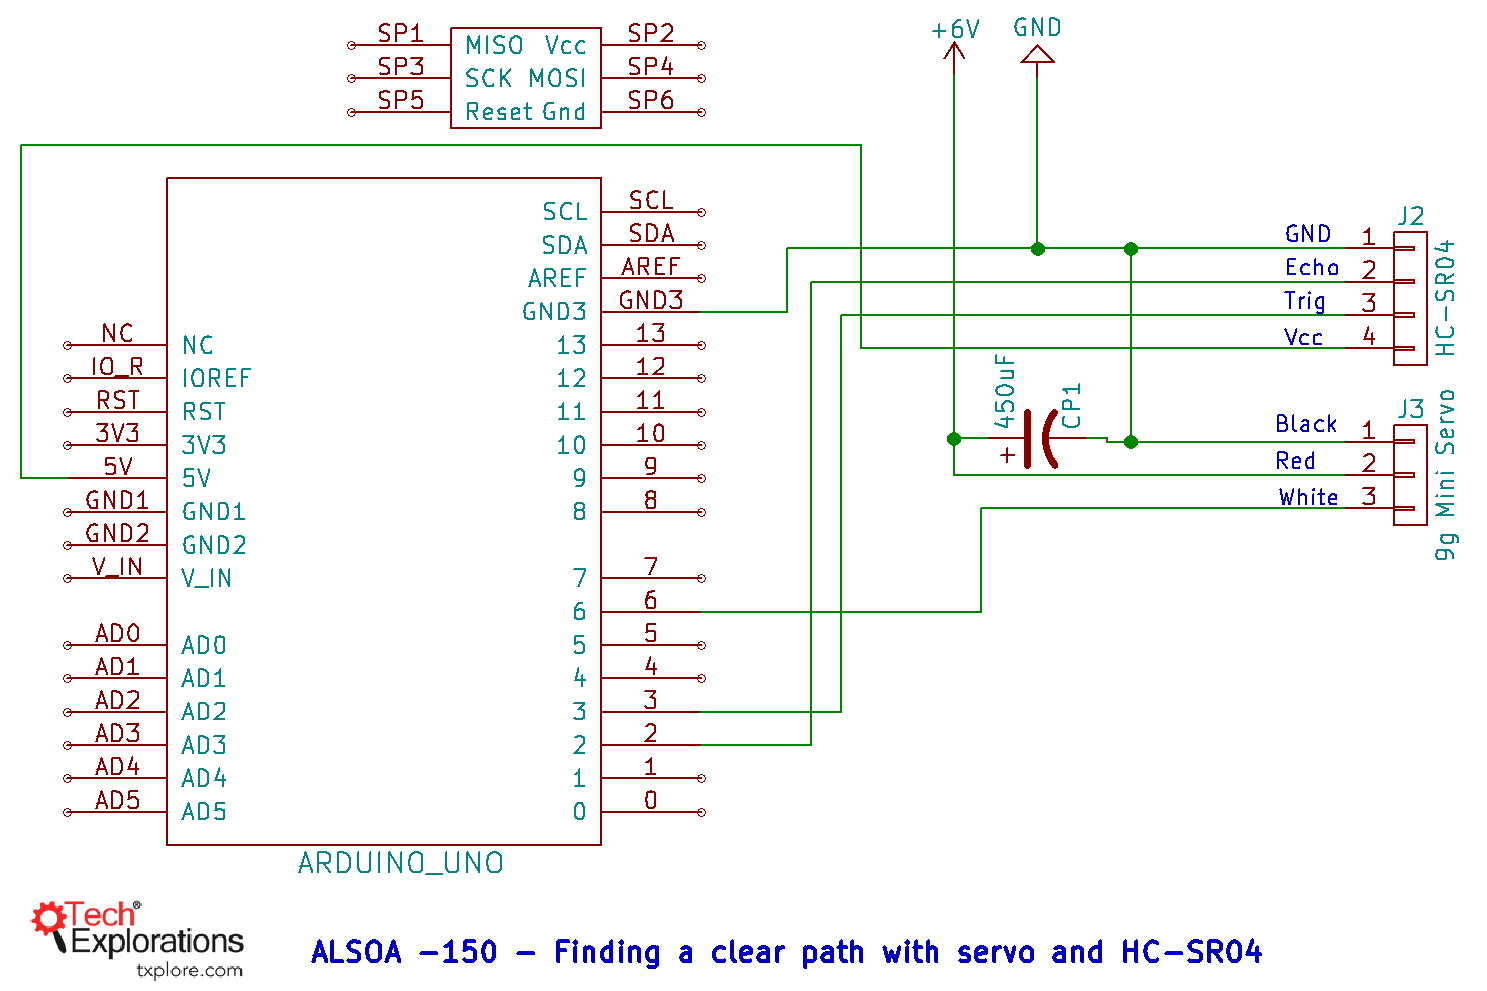 SP1 MISO Vcc SP2
SP3 SCK MOSI SP4
SP5 Reset Gnd SP6
+6V GND
SCL SCL
SDA SDA
AREF AREF
GND3 GND3
NC NC 13 13
IO_R IOREF 12 12
RST RST 11 11
3V3 3V3 10 10
5V 5V 9 9
GND1 GND1 8 8
GND2 GND2
V_IN V_IN 7 7
6 6
AD0 AD0 5 5
AD1 AD1 4 4
AD2 AD2 3 3
AD3 AD3 2 2
AD4 AD4 1 1
AD5 AD5 0 0
ARDUINO_UNO
J2
GND 1
Echo 2
Trig 3
Vcc 4
HC-SR04
450uF
CP1
+
J3
Black 1
Red 2
White 3
9g Mini Servo
Tech®
Explorations
txplore.com
ALSOA -150 - Finding a clear path with servo and HC-SR04